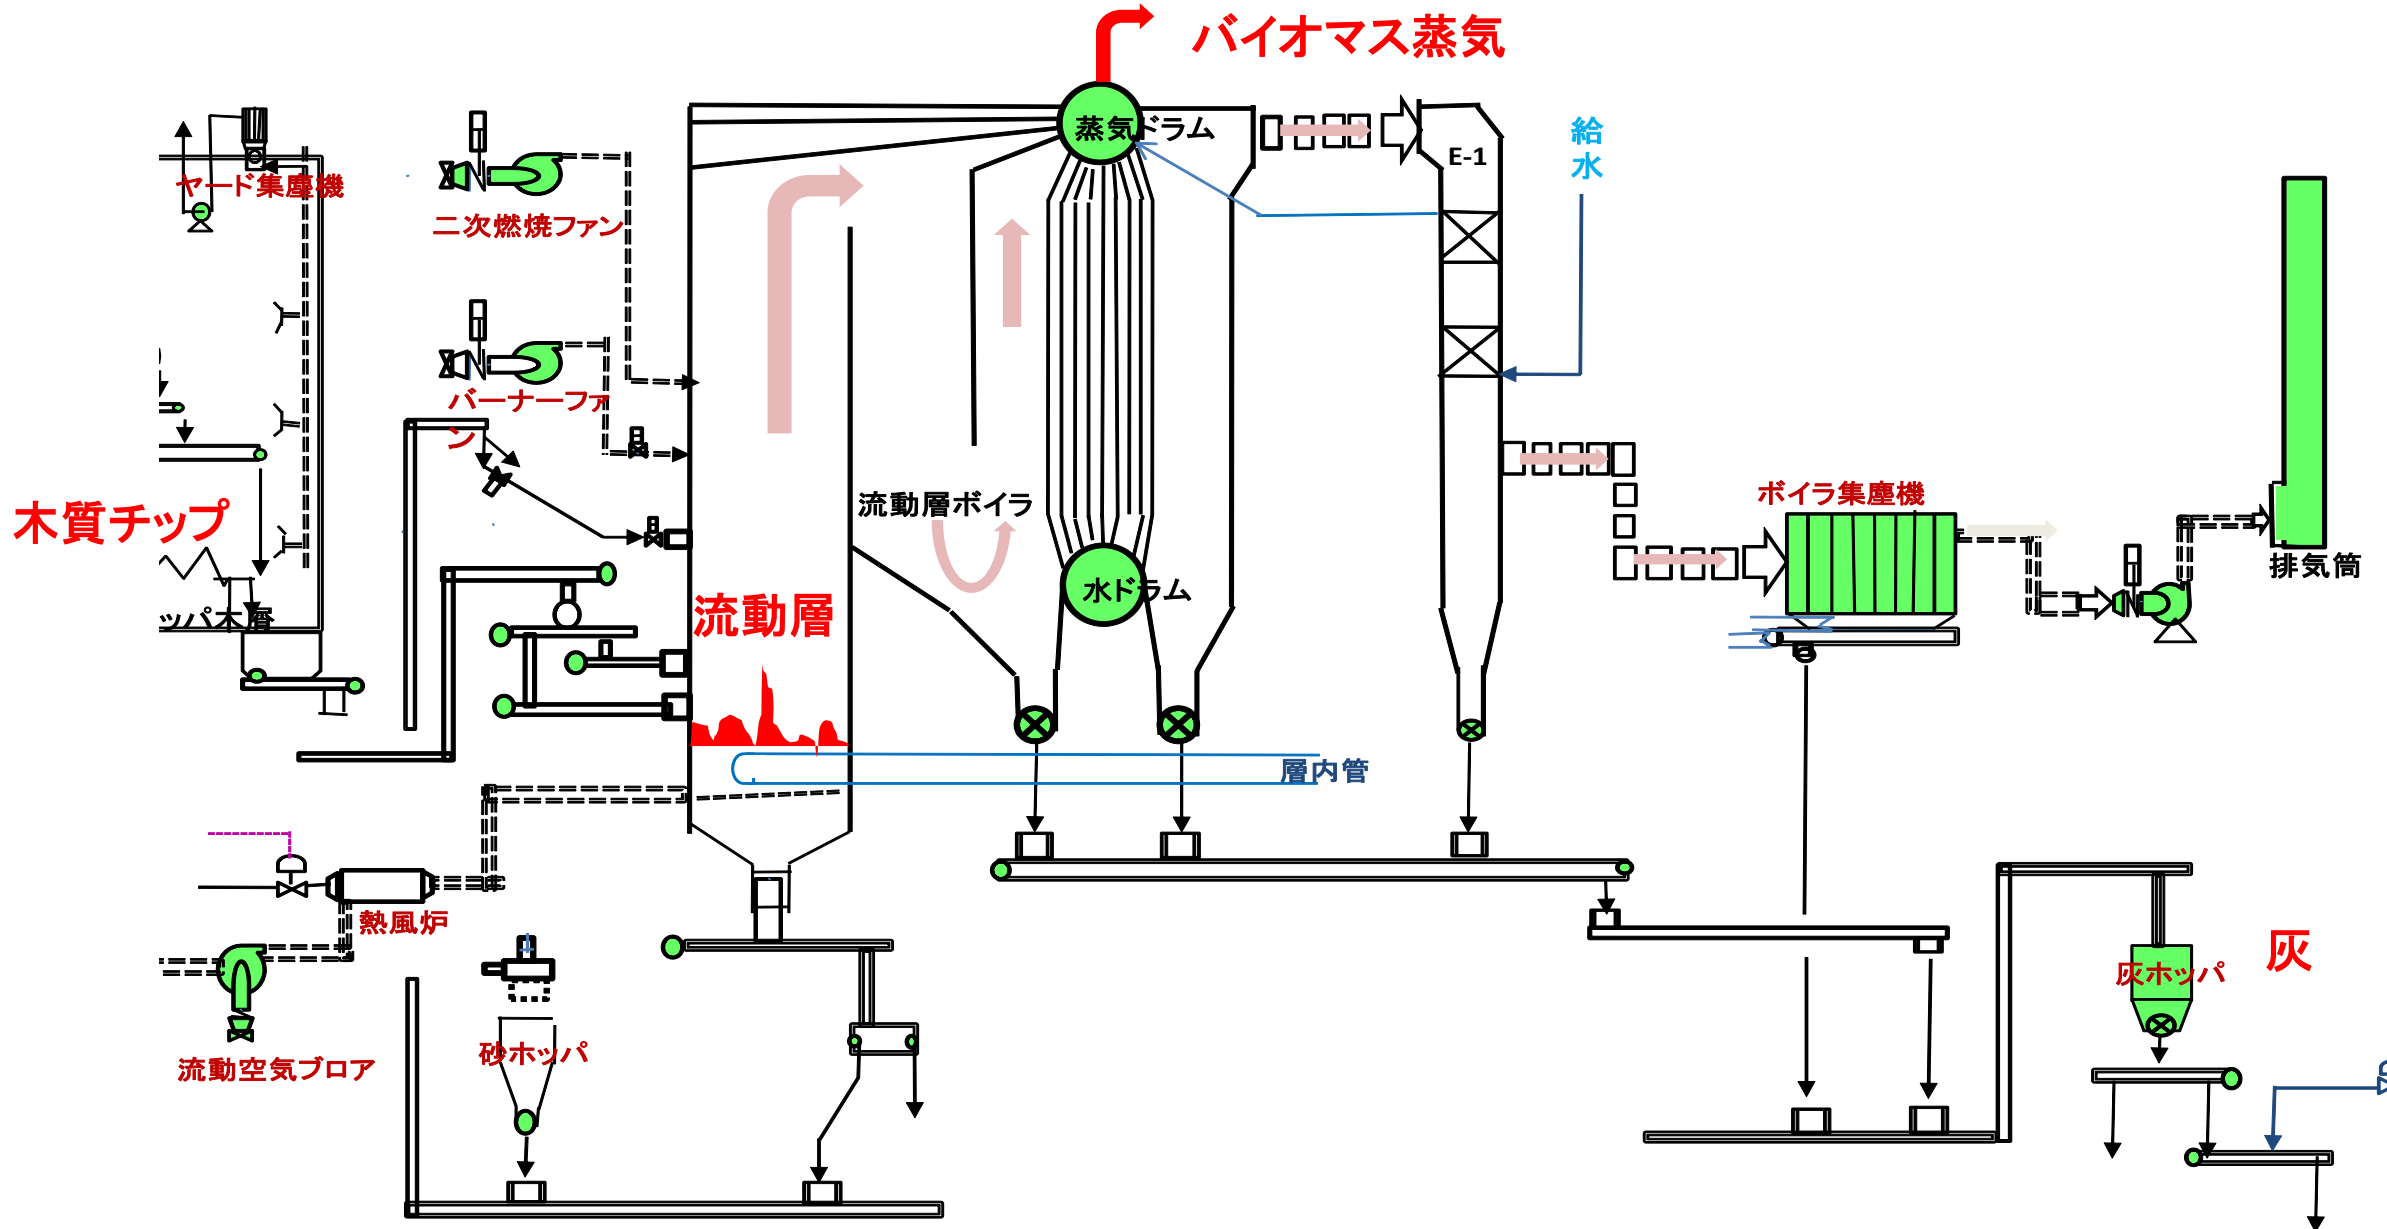 バイオマス蒸気
蒸気ドラム
給
水
E-1
ヤード集塵機
二次燃焼ファン
バーナーファ
ン
木質チップ
流動層ボイラ
ボイラ集塵機
排気筒
水ドラム
ッパ木屑
流動層
層内管
熱風炉
灰
灰ホッパ
砂ホッパ
流動空気ブロア